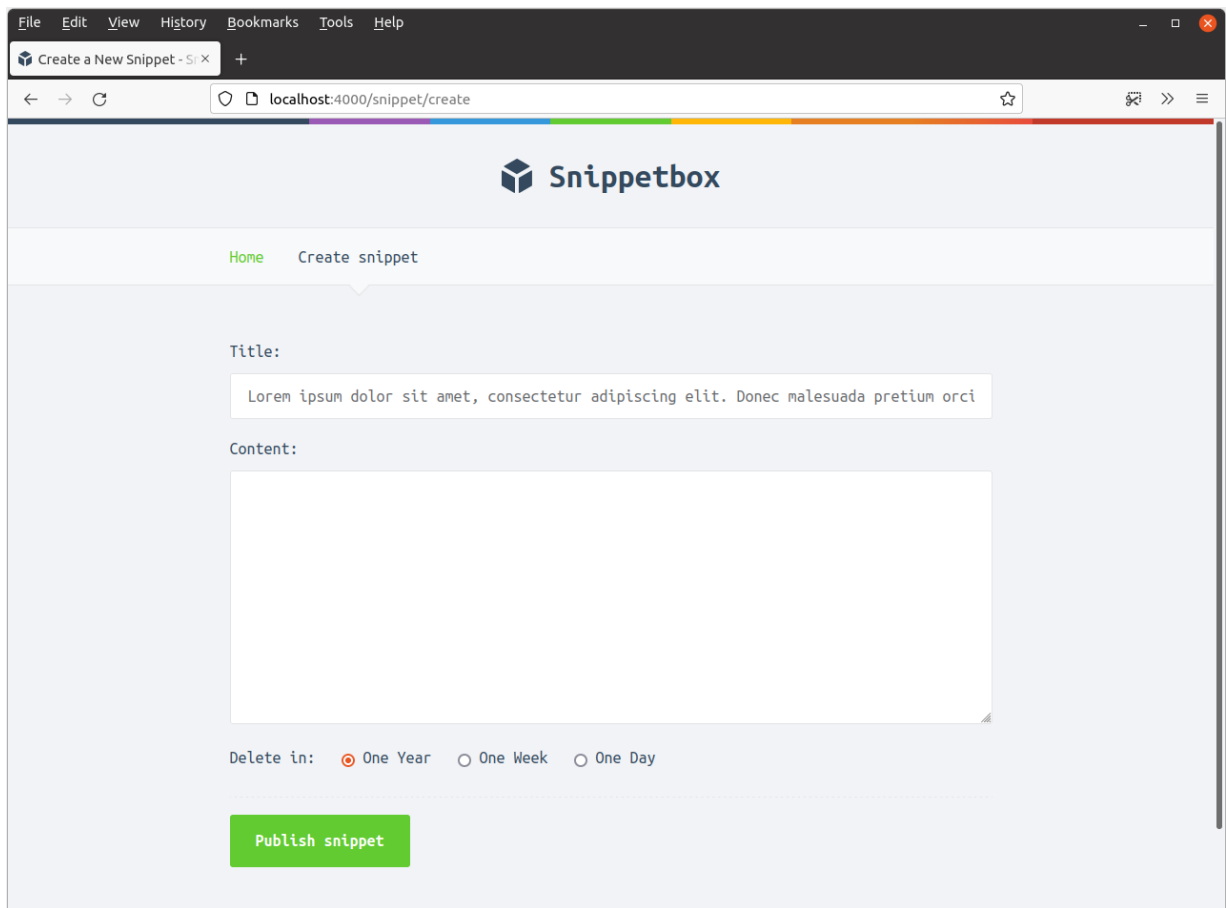 File Edit View History Bookmarks Tools Help
Create a New Snippet - Sn
localhost:4000/snippet/create
Snippetbox
Home Create snippet
Title:
Lorem ipsum dolor sit amet, consectetur adipiscing elit. Donec malesuada pretium orci
Content:
Delete in: One Year One Week One Day
Publish snippet